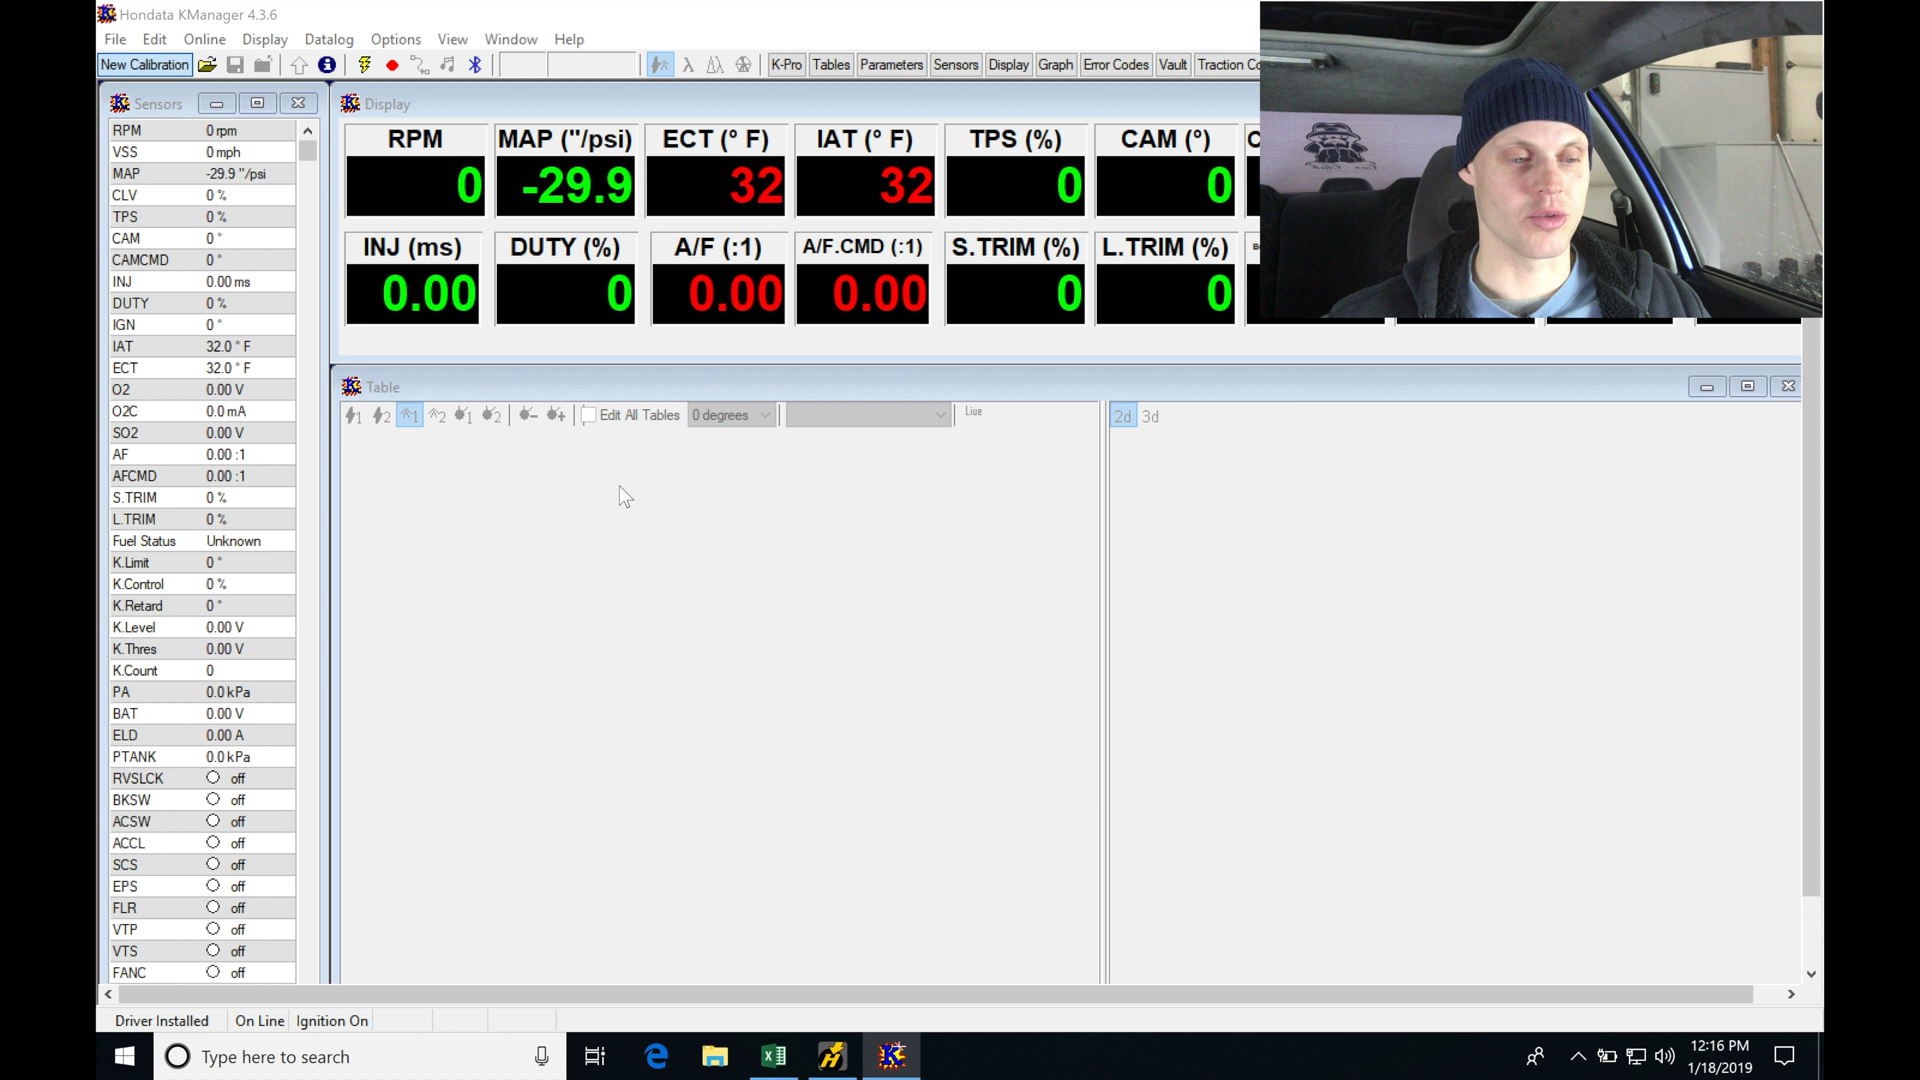 Hondata KManager 4.3.6
File Edit Online Display Datalog Options View Window Help
New Calibration K-Pro Tables Parameters Sensors Display Graph Error Codes Vault Traction Co
Sensors
RPM 0 rpm
VSS 0 mph
MAP -29.9 "/psi
CLV 0 %
TPS 0 %
CAM 0 °
CAMCMD 0 °
INJ 0.00 ms
DUTY 0 %
IGN 0 °
IAT 32.0 ° F
ECT 32.0 ° F
O2 0.00 V
O2C 0.0 mA
SO2 0.00 V
AF 0.00 :1
AFCMD 0.00 :1
S.TRIM 0 %
L.TRIM 0 %
Fuel Status Unknown
K.Limit 0 °
K.Control 0 %
K.Retard 0 °
K.Level 0.00 V
K.Thres 0.00 V
K.Count 0
PA 0.0 kPa
BAT 0.00 V
ELD 0.00 A
PTANK 0.0 kPa
RVSLCK off
BKSW off
ACSW off
ACCL off
SCS off
EPS off
FLR off
VTP off
VTS off
FANC off
Display
RPM MAP ("/psi) ECT (° F) IAT (° F) TPS (%) CAM (°) C
0 -29.9 32 32 0 0
INJ (ms) DUTY (%) A/F (:1) A/F.CMD (:1) S.TRIM (%) L.TRIM (%)
0.00 0 0.00 0.00 0 0
Table
1 2 1 2 1 2 Edit All Tables 0 degrees Live 2d 3d
Driver Installed On Line Ignition On
Type here to search
12:16 PM
1/18/2019